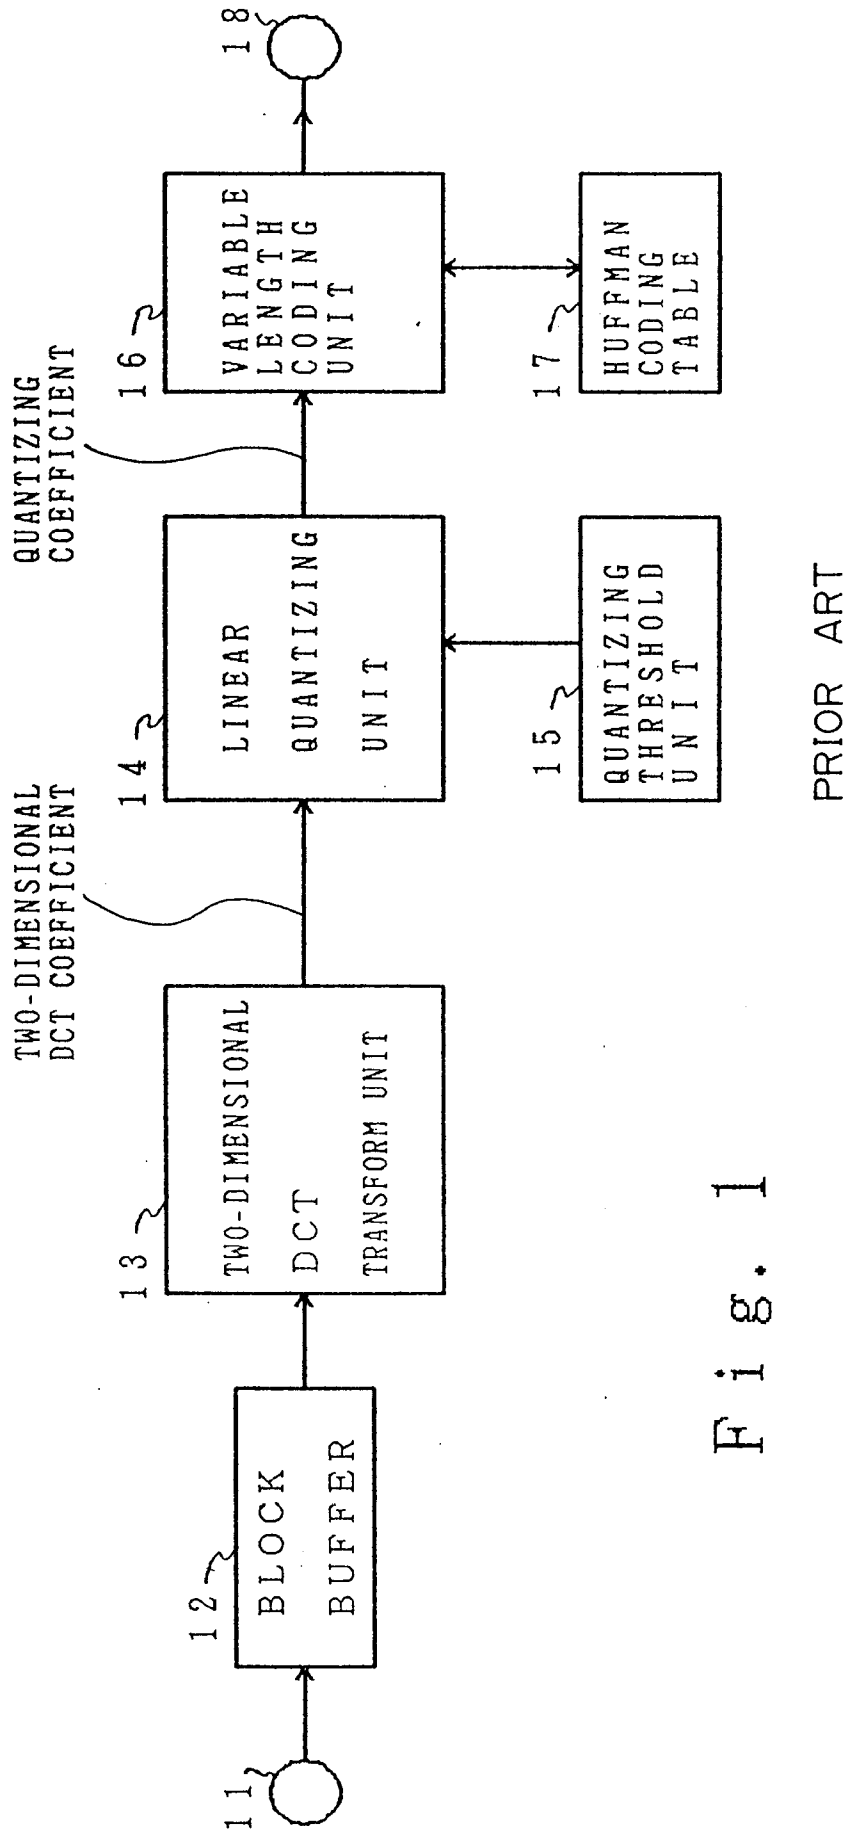 TWO-DIMENSIONAL
DCT COEFFICIENT
QUANTIZING
COEFFICIENT
11
12
BLOCK
BUFFER
13
TWO-DIMENSIONAL
DCT
TRANSFORM UNIT
14
LINEAR
QUANTIZING
UNIT
16
VARIABLE
LENGTH
CODING
UNIT
18
15
QUANTIZING
THRESHOLD
UNIT
17
HUFFMAN
CODING
TABLE
Fig. 1
PRIOR ART